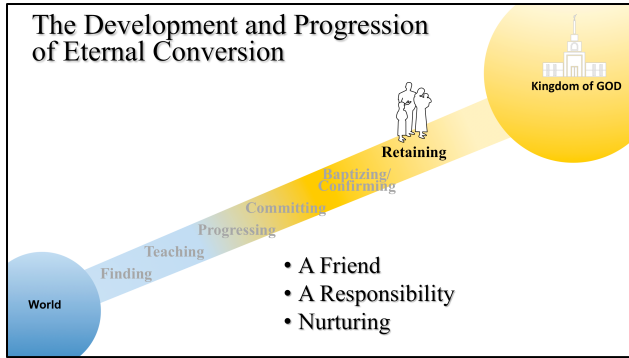 The Development and Progression
of Eternal Conversion
Kingdom of GOD
Retaining
Baptizing/
Confirming
Committing
Progressing
Teaching
Finding
World
• A Friend
• A Responsibility
• Nurturing